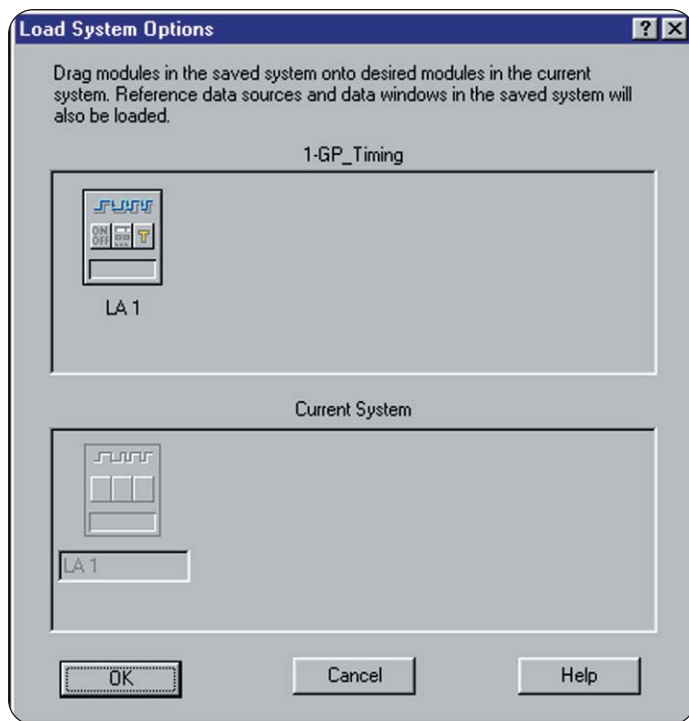 Load System Options
Drag modules in the saved system onto desired modules in the current
system. Reference data sources and data windows in the saved system will
also be loaded.
1-GP_Timing
ON
OFF
T
LA 1
Current System
LA 1
OK
Cancel
Help